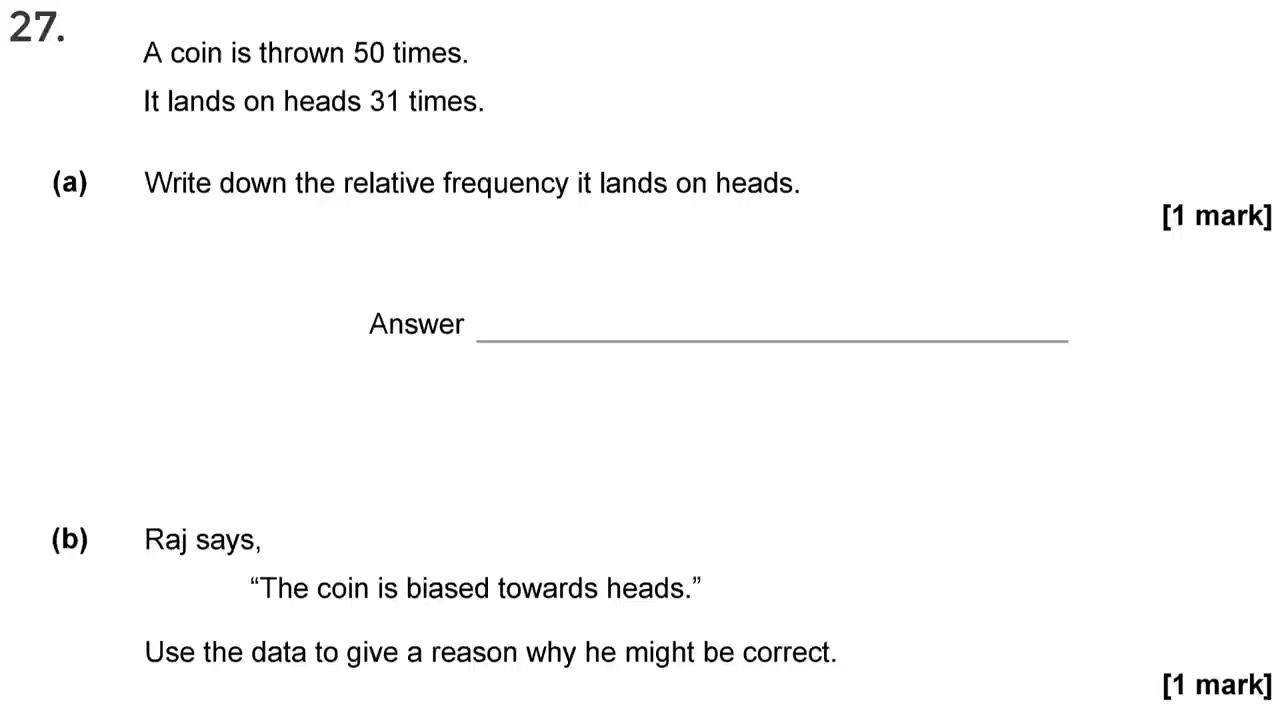 27.
A coin is thrown 50 times.
It lands on heads 31 times.
(a) Write down the relative frequency it lands on heads.
[1 mark]
Answer
(b) Raj says,
“The coin is biased towards heads.”
Use the data to give a reason why he might be correct.
[1 mark]